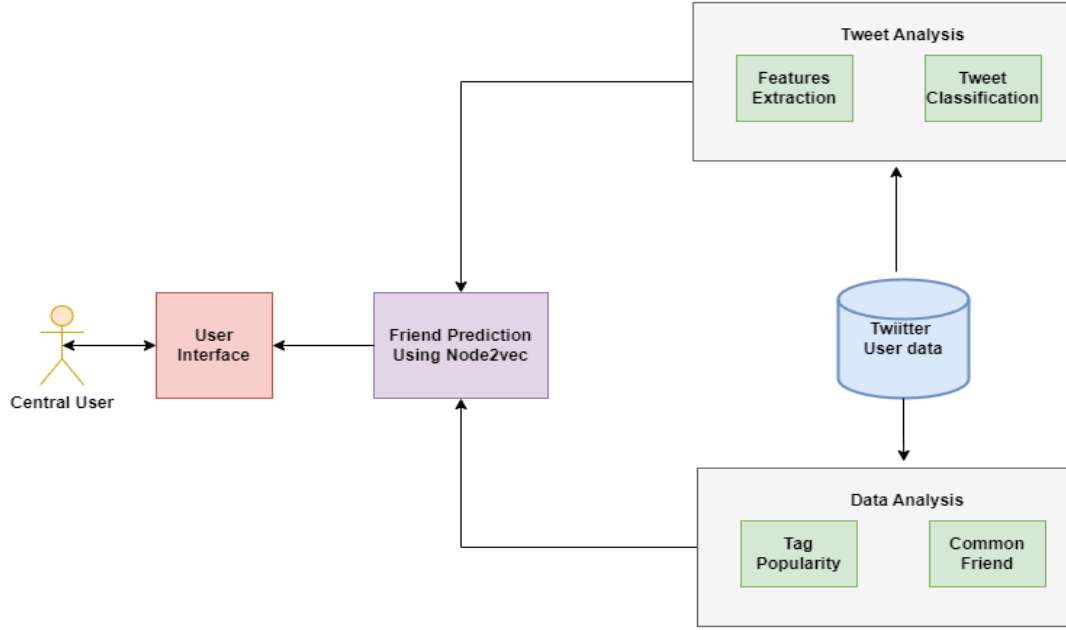 Tweet Analysis
Features
Extraction
Tweet
Classification
User
Interface
Friend Prediction
Using Node2vec
Twiitter
User data
Central User
Data Analysis
Tag
Popularity
Common
Friend